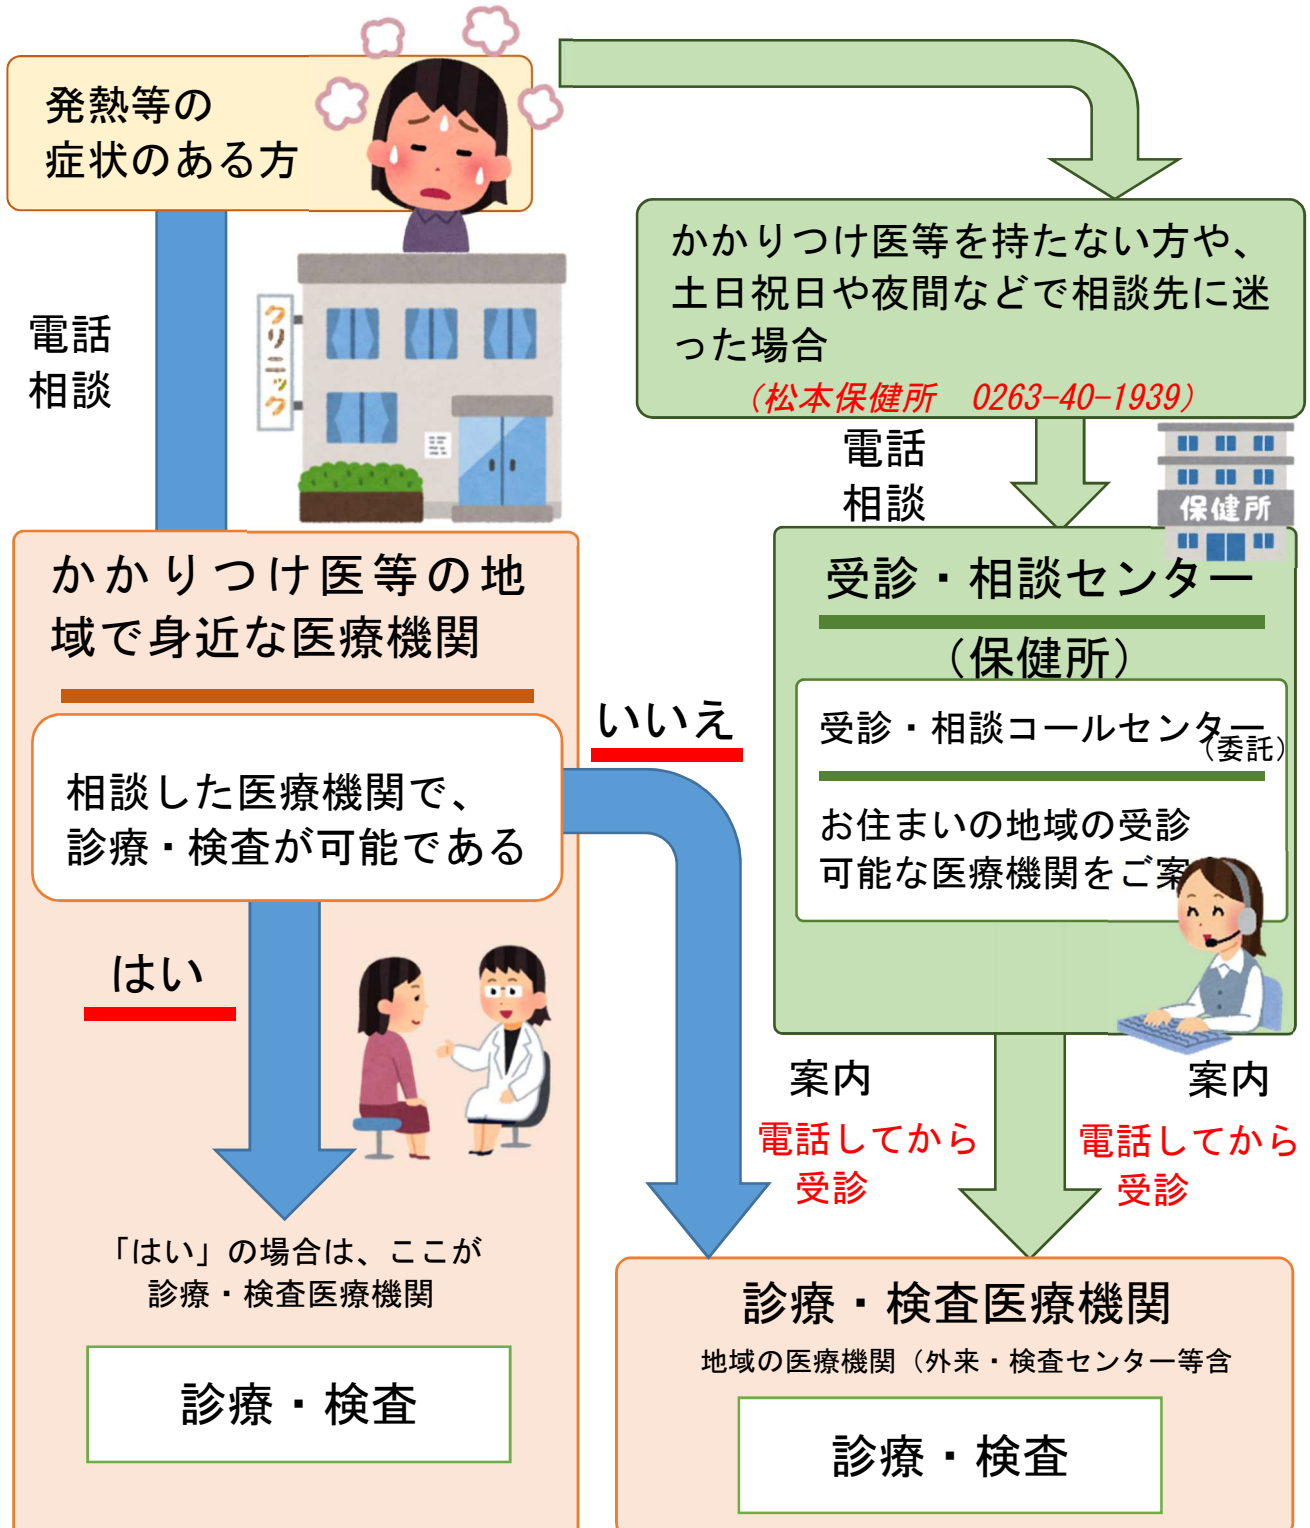 発熱等の
症状のある方
電話
相談
クリニック
かかりつけ医等を持たない方や、
土日祝日や夜間などで相談先に迷
った場合
（松本保健所　0263-40-1939）
電話
相談
保健所
かかりつけ医等の地
域で身近な医療機関
相談した医療機関で、
診療・検査が可能である
いいえ
はい
受診・相談センター
（保健所）
受診・相談コールセンター
（委託）
お住まいの地域の受診
可能な医療機関をご案
案内
電話してから
受診
案内
電話してから
受診
「はい」の場合は、ここが
診療・検査医療機関
診療・検査
診療・検査医療機関
地域の医療機関（外来・検査センター等含
診療・検査